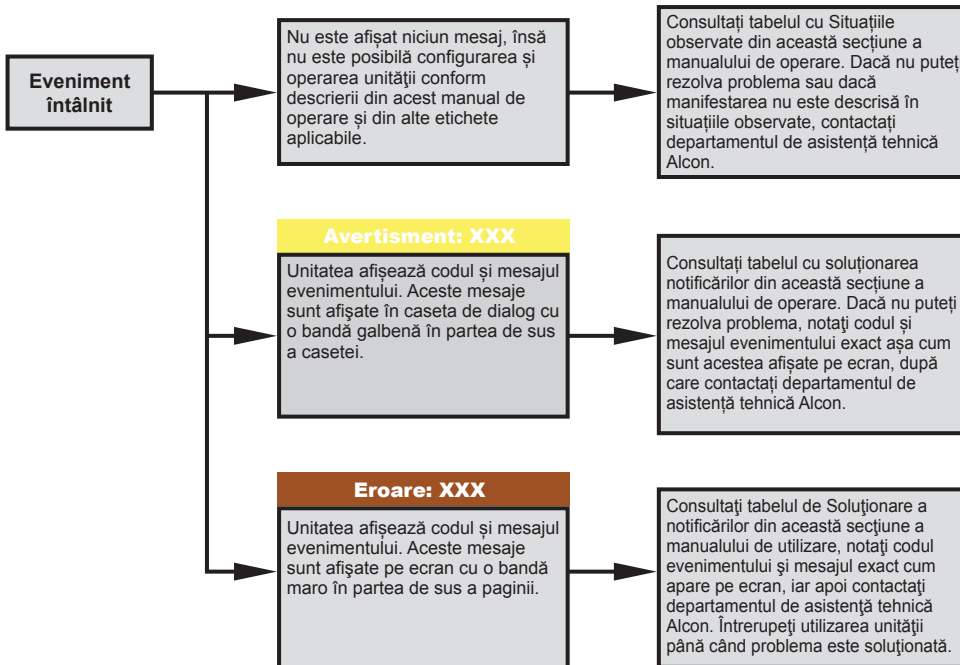 Eveniment
întâlnit
Nu este afișat niciun mesaj, însă
nu este posibilă configurarea și
operarea unității conform
descrierii din acest manual de
operare și din alte etichete
aplicabile.
Consultați tabelul cu Situațiile
observate din această secțiune a
manualului de operare. Dacă nu puteț
rezolva problema sau dacă
manifestarea nu este descrisă în
situațiile observate, contactați
departamentul de asistență tehnică
Alcon.
Avertisment: XXX
Unitatea afișează codul și mesajul
evenimentului. Aceste mesaje
sunt afișate în caseta de dialog cu
o bandă galbenă în partea de sus
a casetei.
Consultați tabelul cu soluționarea
notificărilor din această secțiune a
manualului de operare. Dacă nu puteți
rezolva problema, notaţi codul și
mesajul evenimentului exact așa cum
sunt acestea afișate pe ecran, după
care contactați departamentul de
asistență tehnică Alcon.
Eroare: XXX
Unitatea afișează codul și mesajul
evenimentului. Aceste mesaje
sunt afişate pe ecran cu o bandă
maro în partea de sus a paginii.
Consultaţi tabelul de Soluţionare a
notificărilor din această secţiune a
manualului de utilizare, notaţi codul
evenimentului şi mesajul exact cum
apare pe ecran, iar apoi contactaţi
departamentul de asistenţă tehnică
Alcon. Întrerupeţi utilizarea unităţii
până când problema este soluţionată.